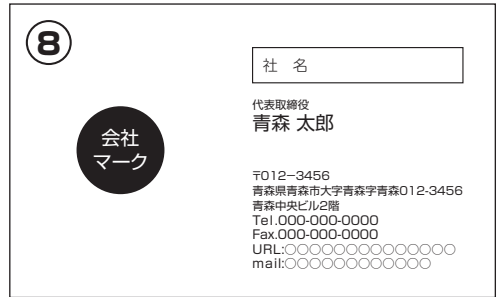 ⑧
社 名
代表取締役
青森 太郎
会社
マーク
〒012−3456
青森県青森市大字青森字青森012-3456
青森中央ビル2階
Tel.000-000-0000
Fax.000-000-0000
URL:○○○○○○○○○○○○○○
mail:○○○○○○○○○○○○